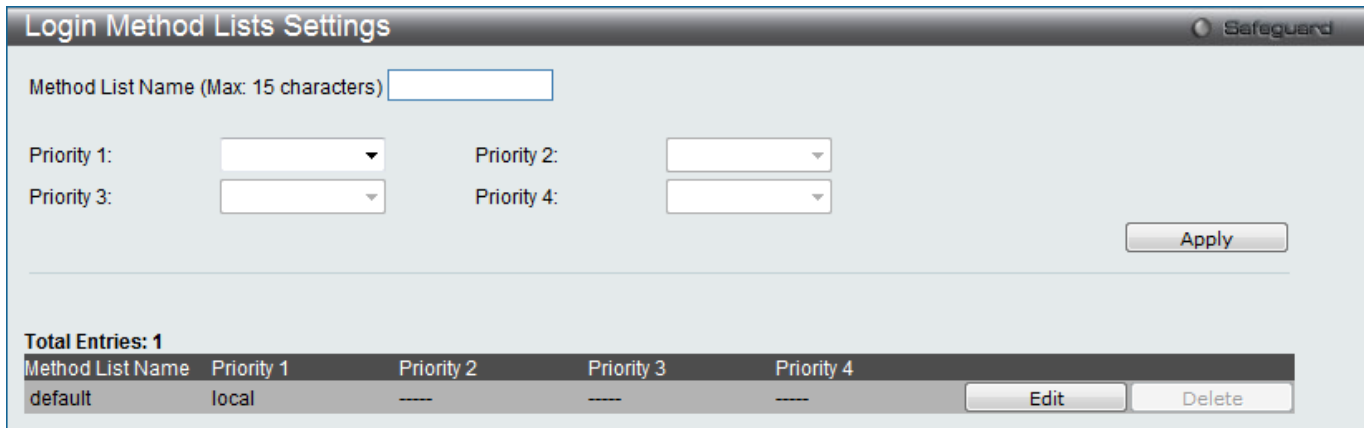 Login Method Lists Settings Safeguard
Method List Name (Max: 15 characters)
Priority 1: Priority 2:
Priority 3: Priority 4:
Apply
Total Entries: 1
Method List Name Priority 1 Priority 2 Priority 3 Priority 4
default local ----- ----- ----- Edit Delete